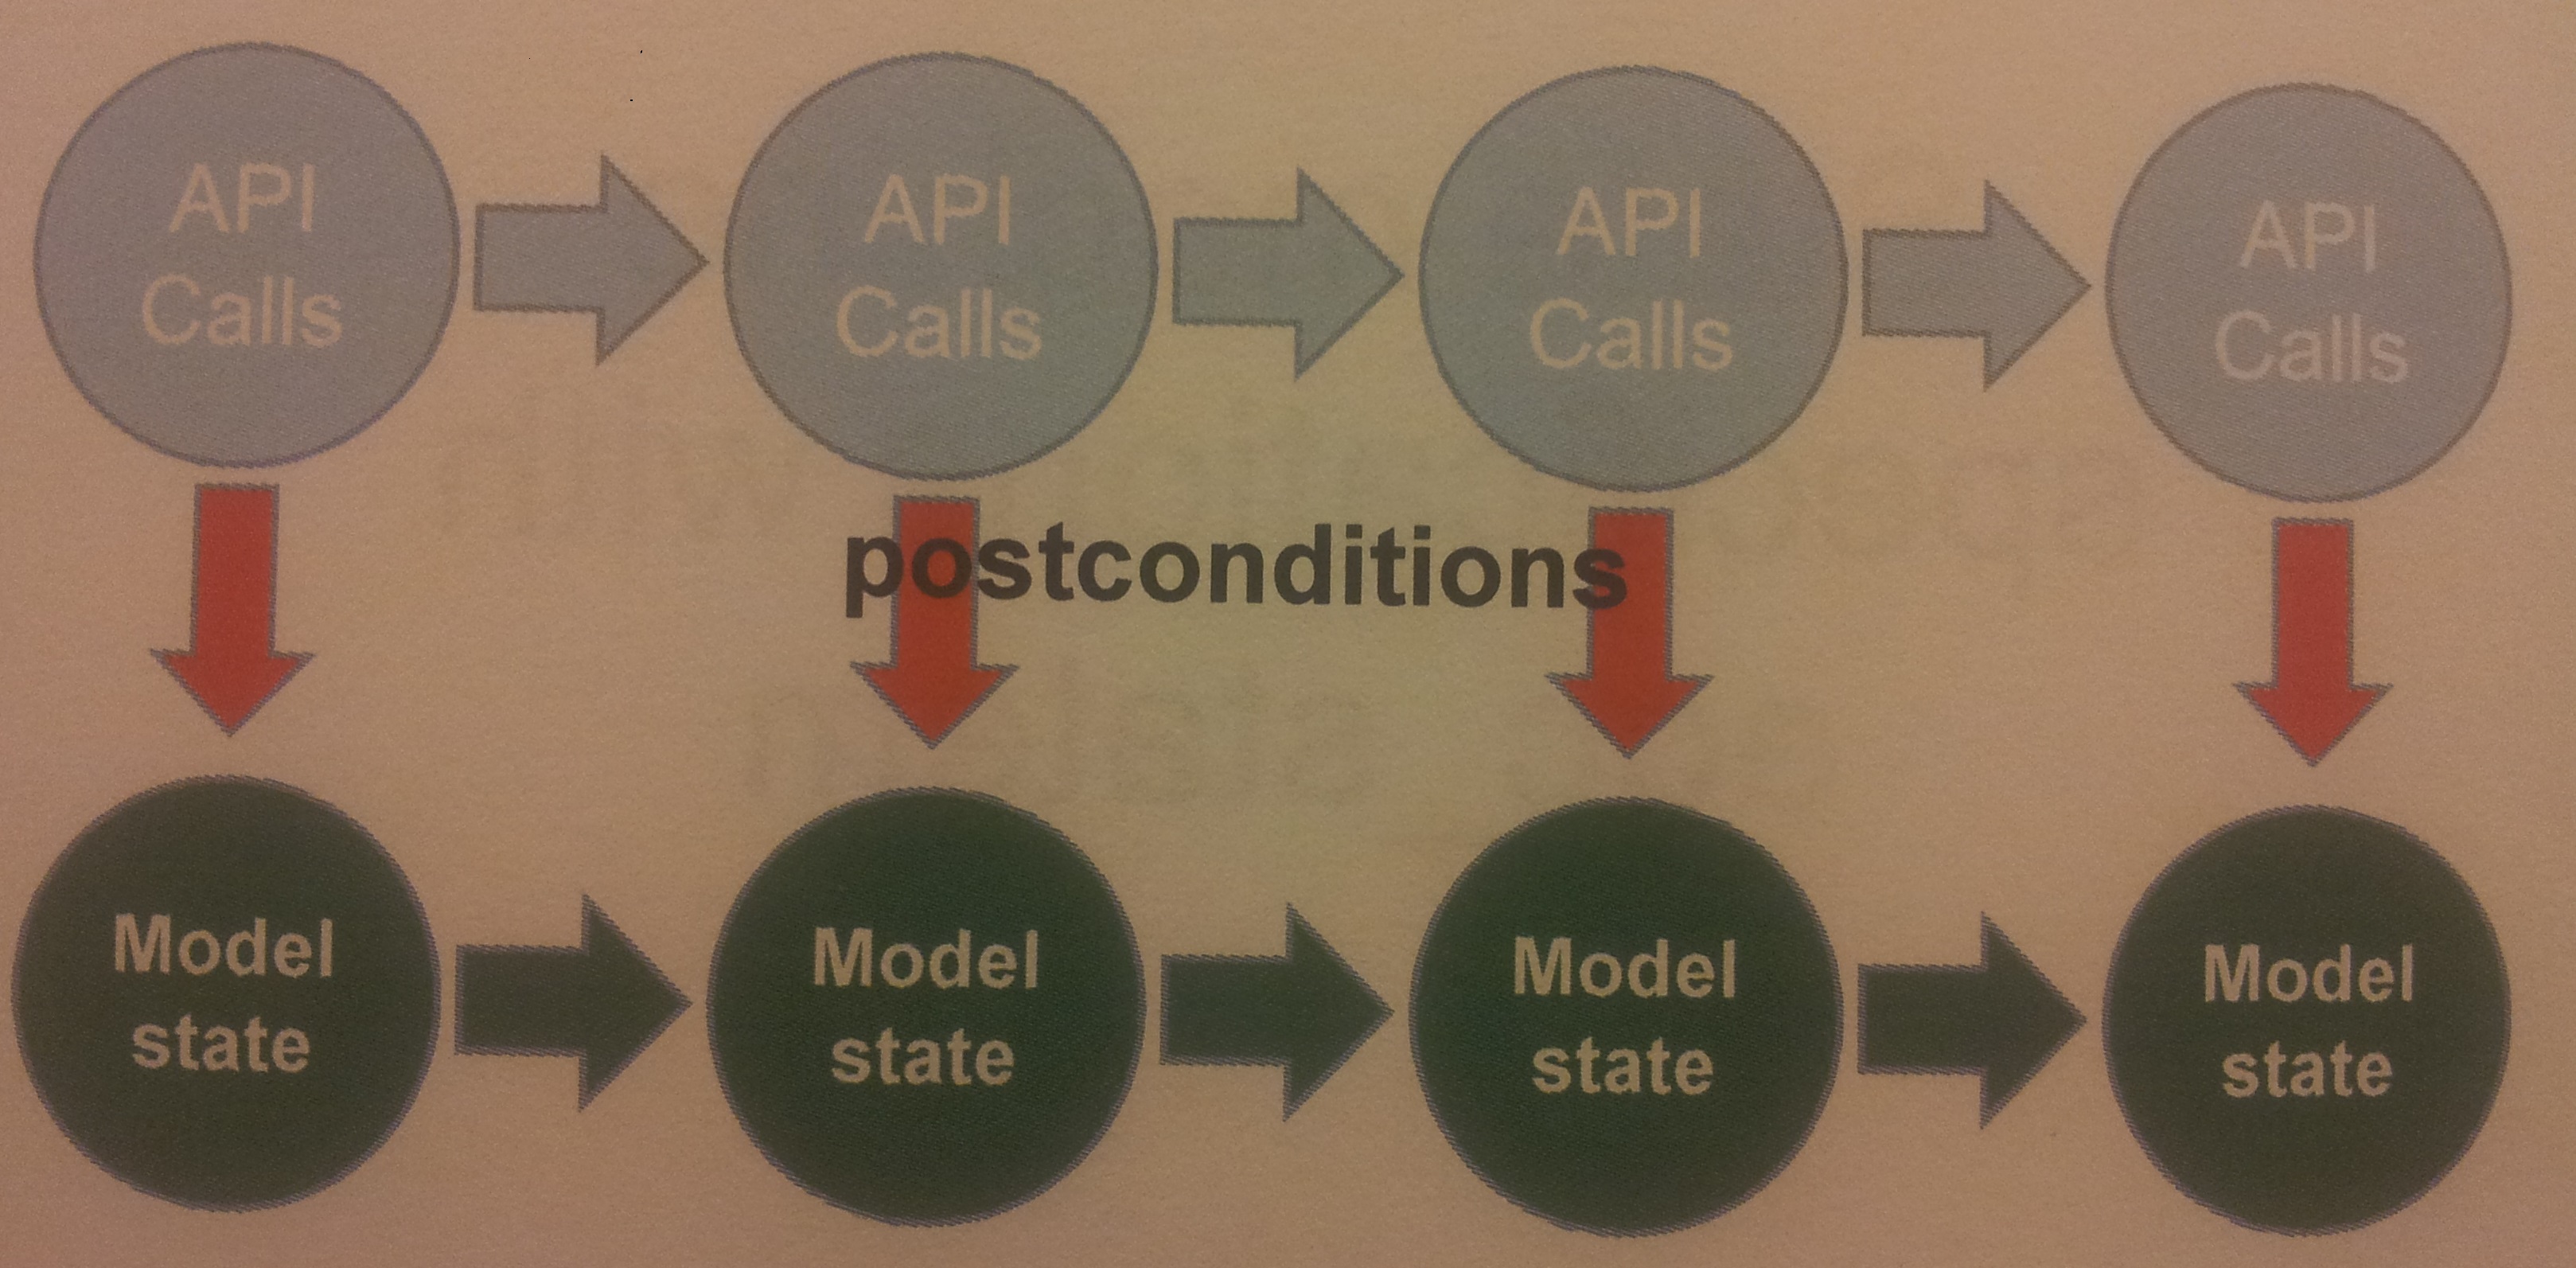 API
Calls
API
Calls
API
Calls
API
Calls
postconditions
Model
state
Model
state
Model
state
Model
state